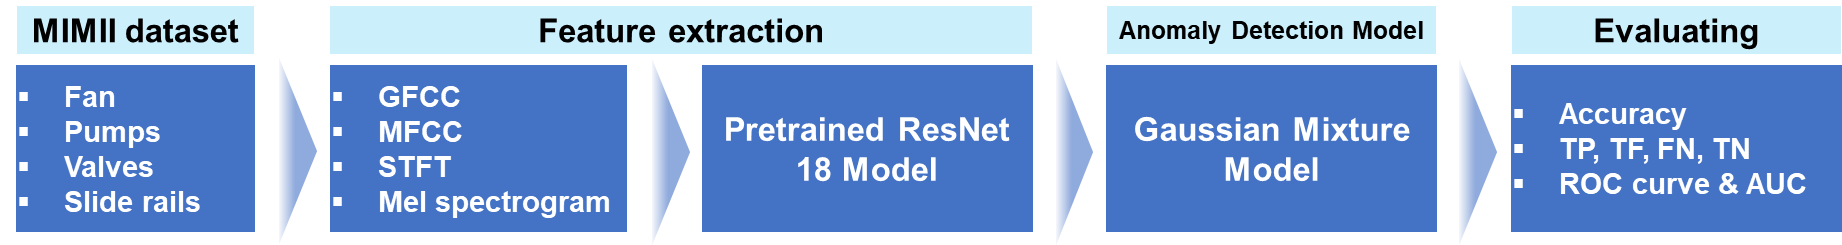 MIMII dataset
Fan
Pumps
Valves
Slide rails
Feature extraction
GFCC
MFCC
STFT
Mel spectrogram
Pretrained ResNet
18 Model
Anomaly Detection Model
Gaussian Mixture
Model
Evaluating
Accuracy
TP, TF, FN, TN
ROC curve & AUC